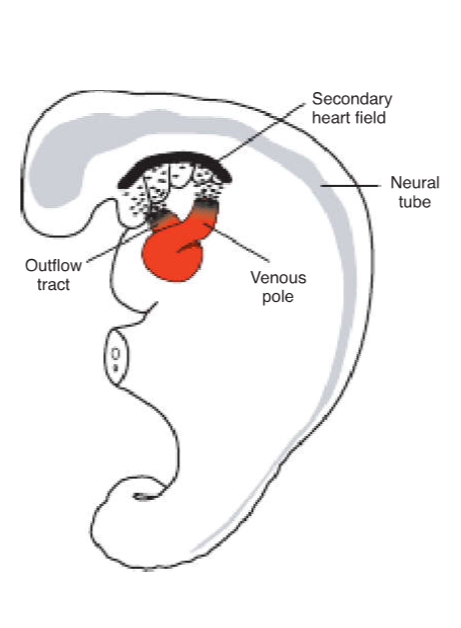 Secondary
heart field
Neural
tube
Outflow
tract
Venous
pole